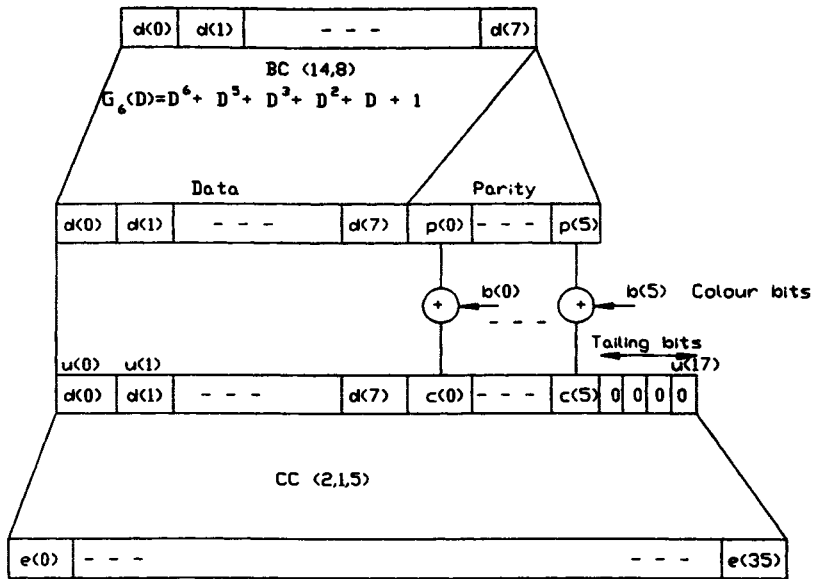 d(0) d(1) - - - d(7)
BC (14,8)
G₆(D)=D⁶+ D⁵+ D³+ D²+ D + 1
Data Parity
d(0) d(1) - - - d(7) p(0) - - - p(5)
+ b(0) - - - + b(5) Colour bits
Tailing bits
u(0) u(1) u(17)
d(0) d(1) - - - d(7) c(0) - - - c(5) 0 0 0 0
CC (2,1,5)
e(0) - - - - - - e(35)